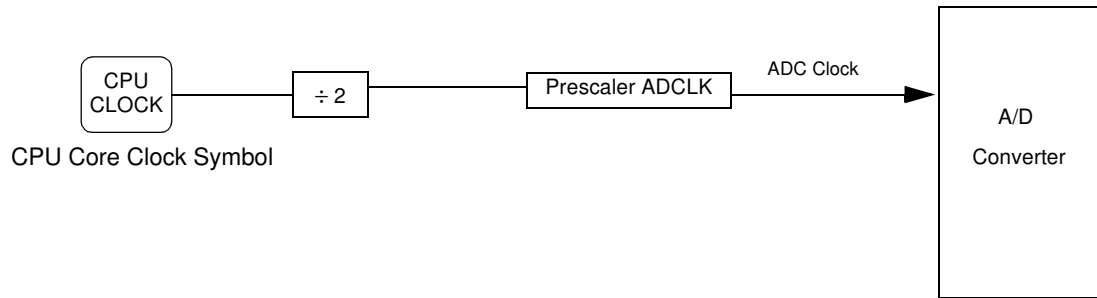 CPU
CLOCK
÷ 2
Prescaler ADCLK
ADC Clock
A/D
Converter
CPU Core Clock Symbol